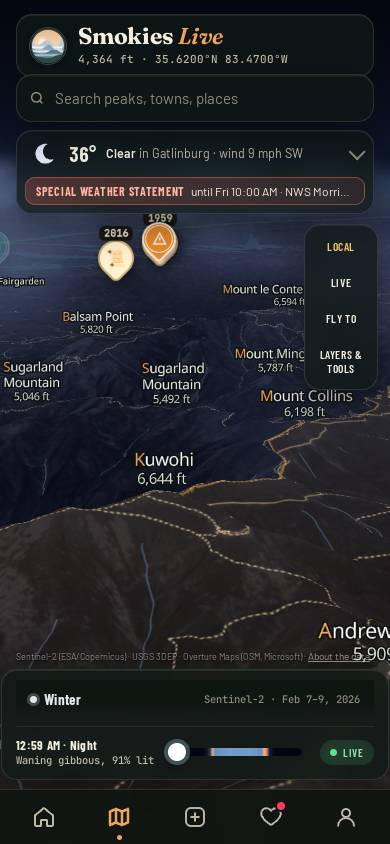 Smokies Live
4,364 ft · 35.6200°N 83.4700°W
Search peaks, towns, places
36° Clear in Gatlinburg · wind 9 mph SW
SPECIAL WEATHER STATEMENT until Fri 10:00 AM · NWS Morri...
1959
2016
LOCAL
LIVE
FLY TO
LAYERS &
TOOLS
Fairgarden
Mount le Conte
6,594 ft
Balsam Point
5,820 ft
Mount Ming
5,787 ft
Sugarland
Mountain
5,046 ft
Sugarland
Mountain
5,492 ft
Mount Collins
6,198 ft
Kuwohi
6,644 ft
Andrew
5,909
Sentinel-2 (ESA/Copernicus) · USGS 3DEP · Overture Maps (OSM, Microsoft) · About the data
Winter
Sentinel-2 · Feb 7–9, 2026
12:59 AM · Night
Waning gibbous, 91% lit
LIVE